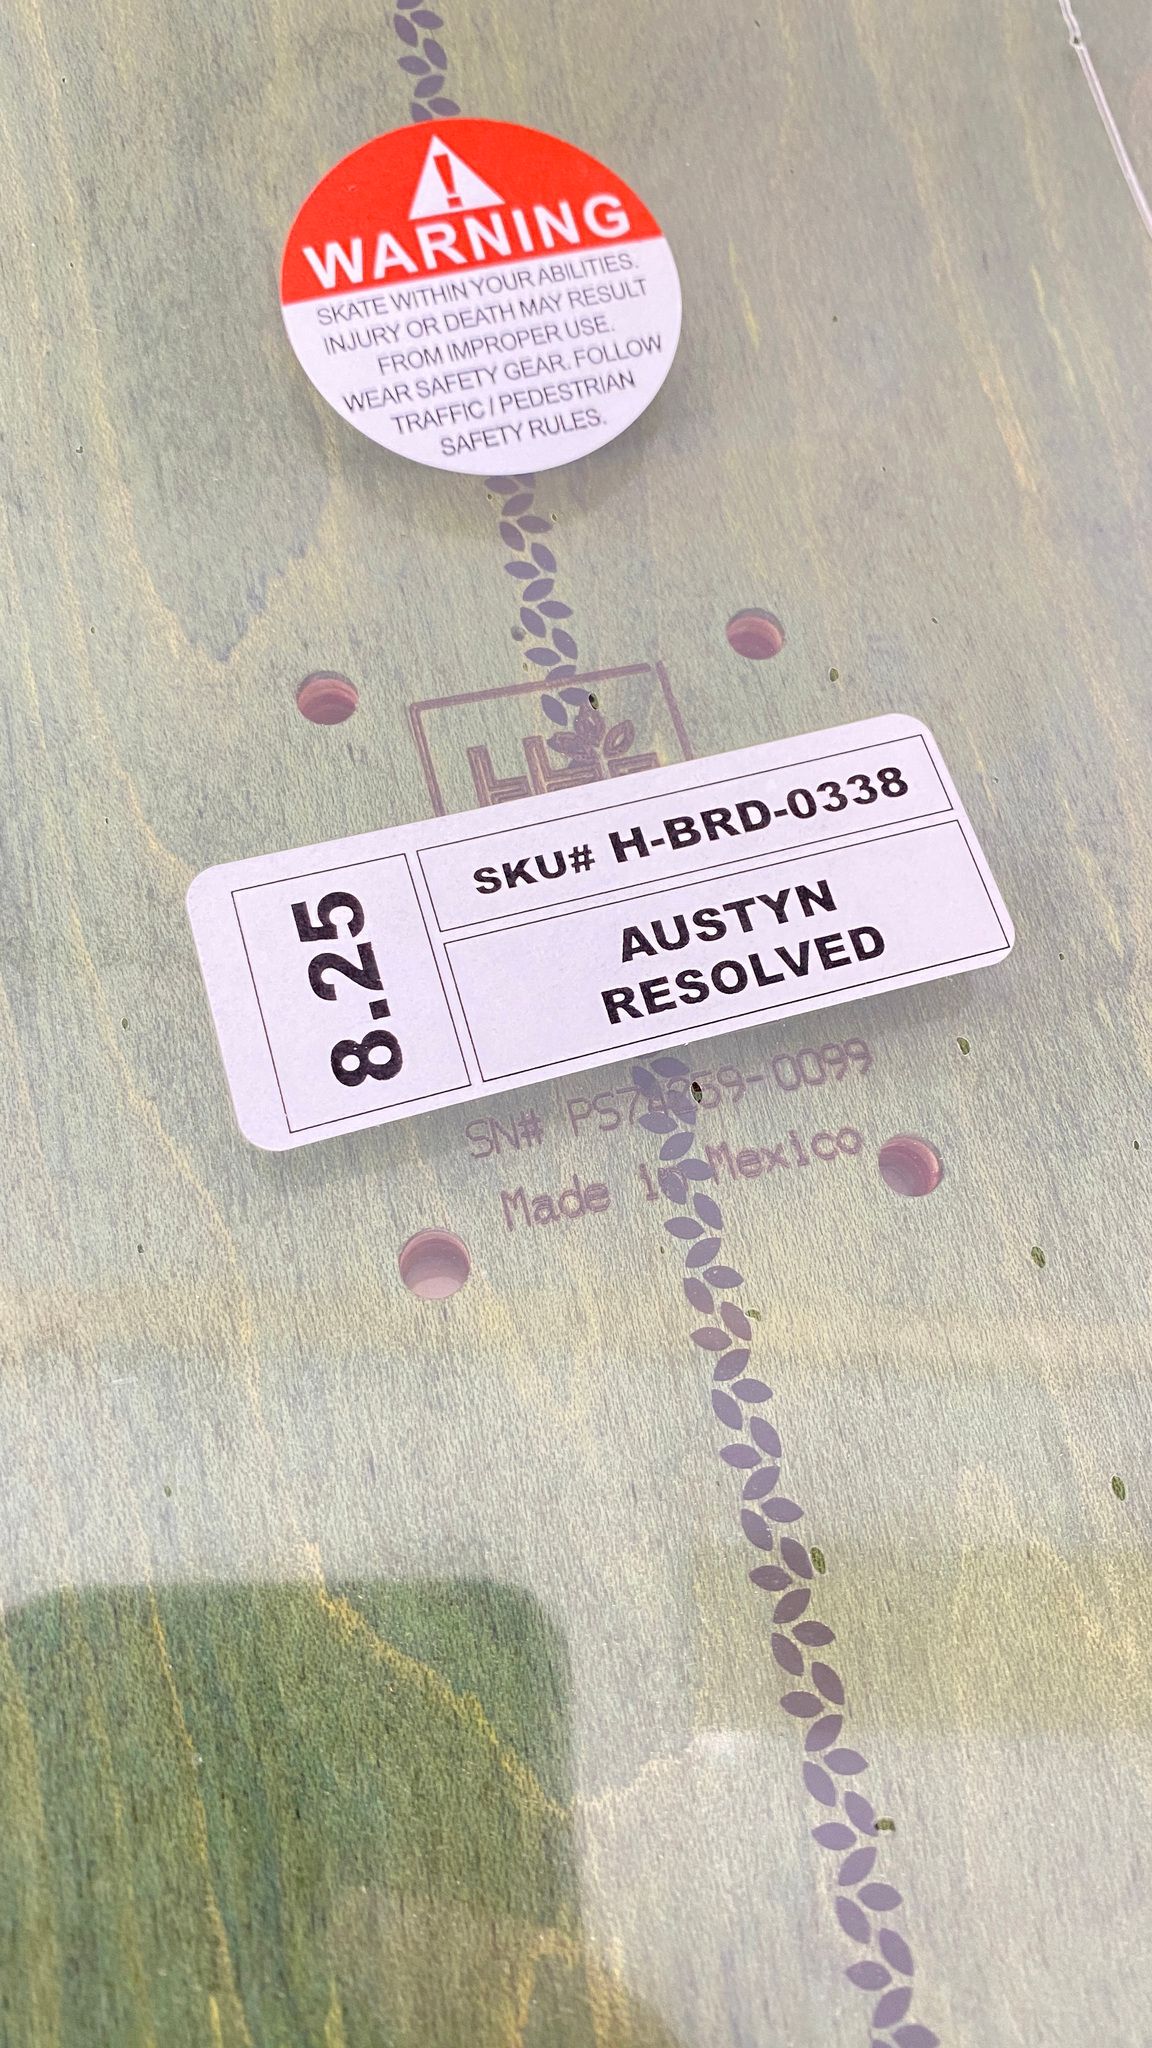 WARNING
SKATE WITHIN YOUR ABILITIES.
INJURY OR DEATH MAY RESULT
FROM IMPROPER USE.
WEAR SAFETY GEAR. FOLLOW
TRAFFIC / PEDESTRIAN
SAFETY RULES.
8.25
SKU# H-BRD-0338
AUSTYN
RESOLVED
SN#
Made in Mexico